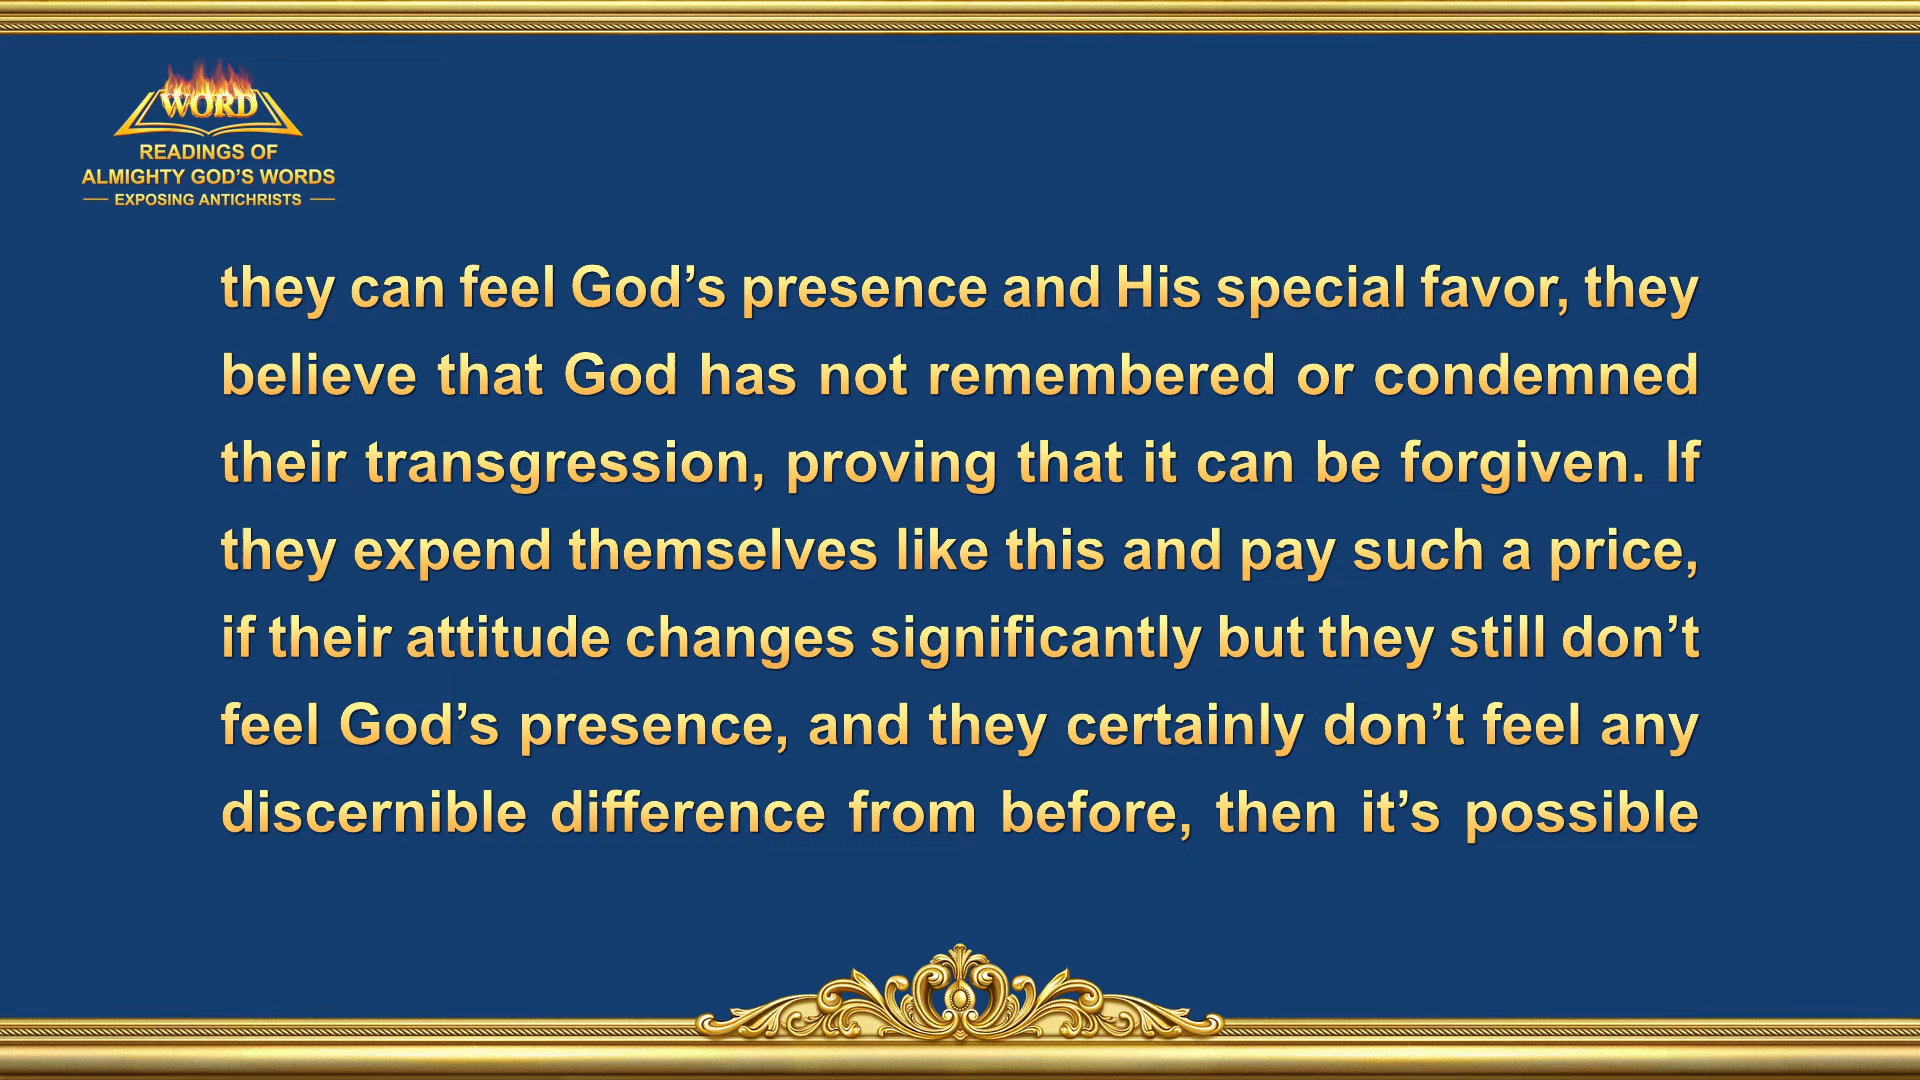 WORD
READINGS OF
ALMIGHTY GOD’S WORDS
EXPOSING ANTICHRISTS
they can feel God’s presence and His special favor, they
believe that God has not remembered or condemned
their transgression, proving that it can be forgiven. If
they expend themselves like this and pay such a price,
if their attitude changes significantly but they still don’t
feel God’s presence, and they certainly don’t feel any
discernible difference from before, then it’s possible